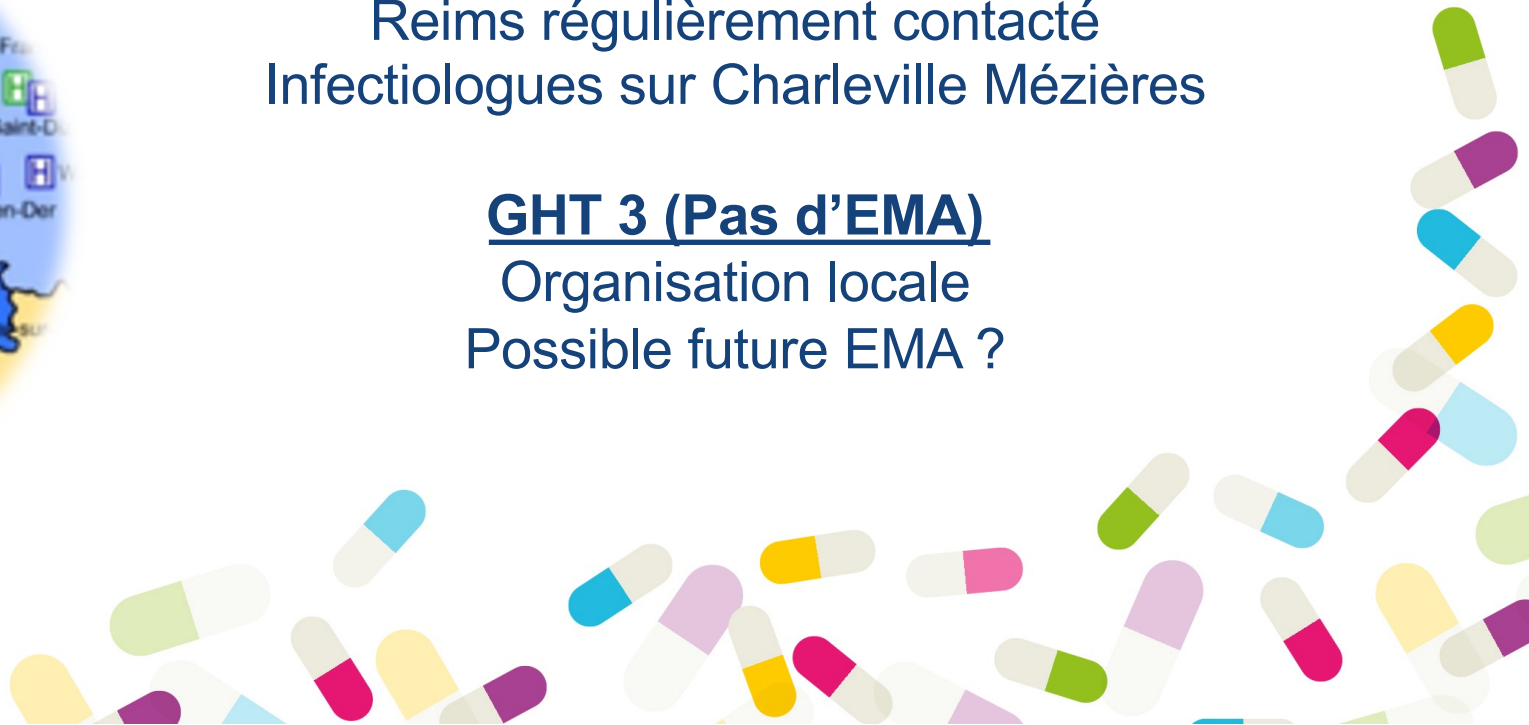 Reims régulièrement contacté
Infectiologues sur Charleville Mézières
GHT 3 (Pas d’EMA)
Organisation locale
Possible future EMA ?